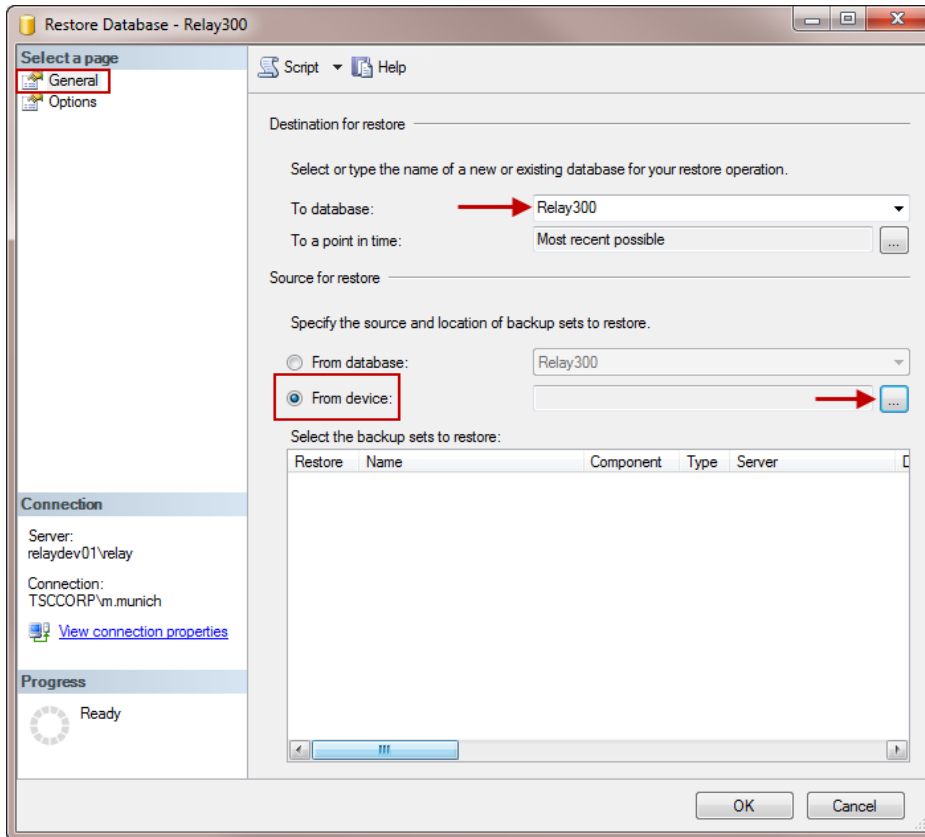 Restore Database - Relay300
Select a page
General
Options
Script
Help
Destination for restore
Select or type the name of a new or existing database for your restore operation.
To database:
Relay300
To a point in time:
Most recent possible
...
Source for restore
Specify the source and location of backup sets to restore.
From database:
Relay300
From device:
...
Select the backup sets to restore:
Restore Name Component Type Server
Connection
Server:
relaydev01\relay
Connection:
TSCCORP\m.munich
View connection properties
Progress
Ready
OK
Cancel